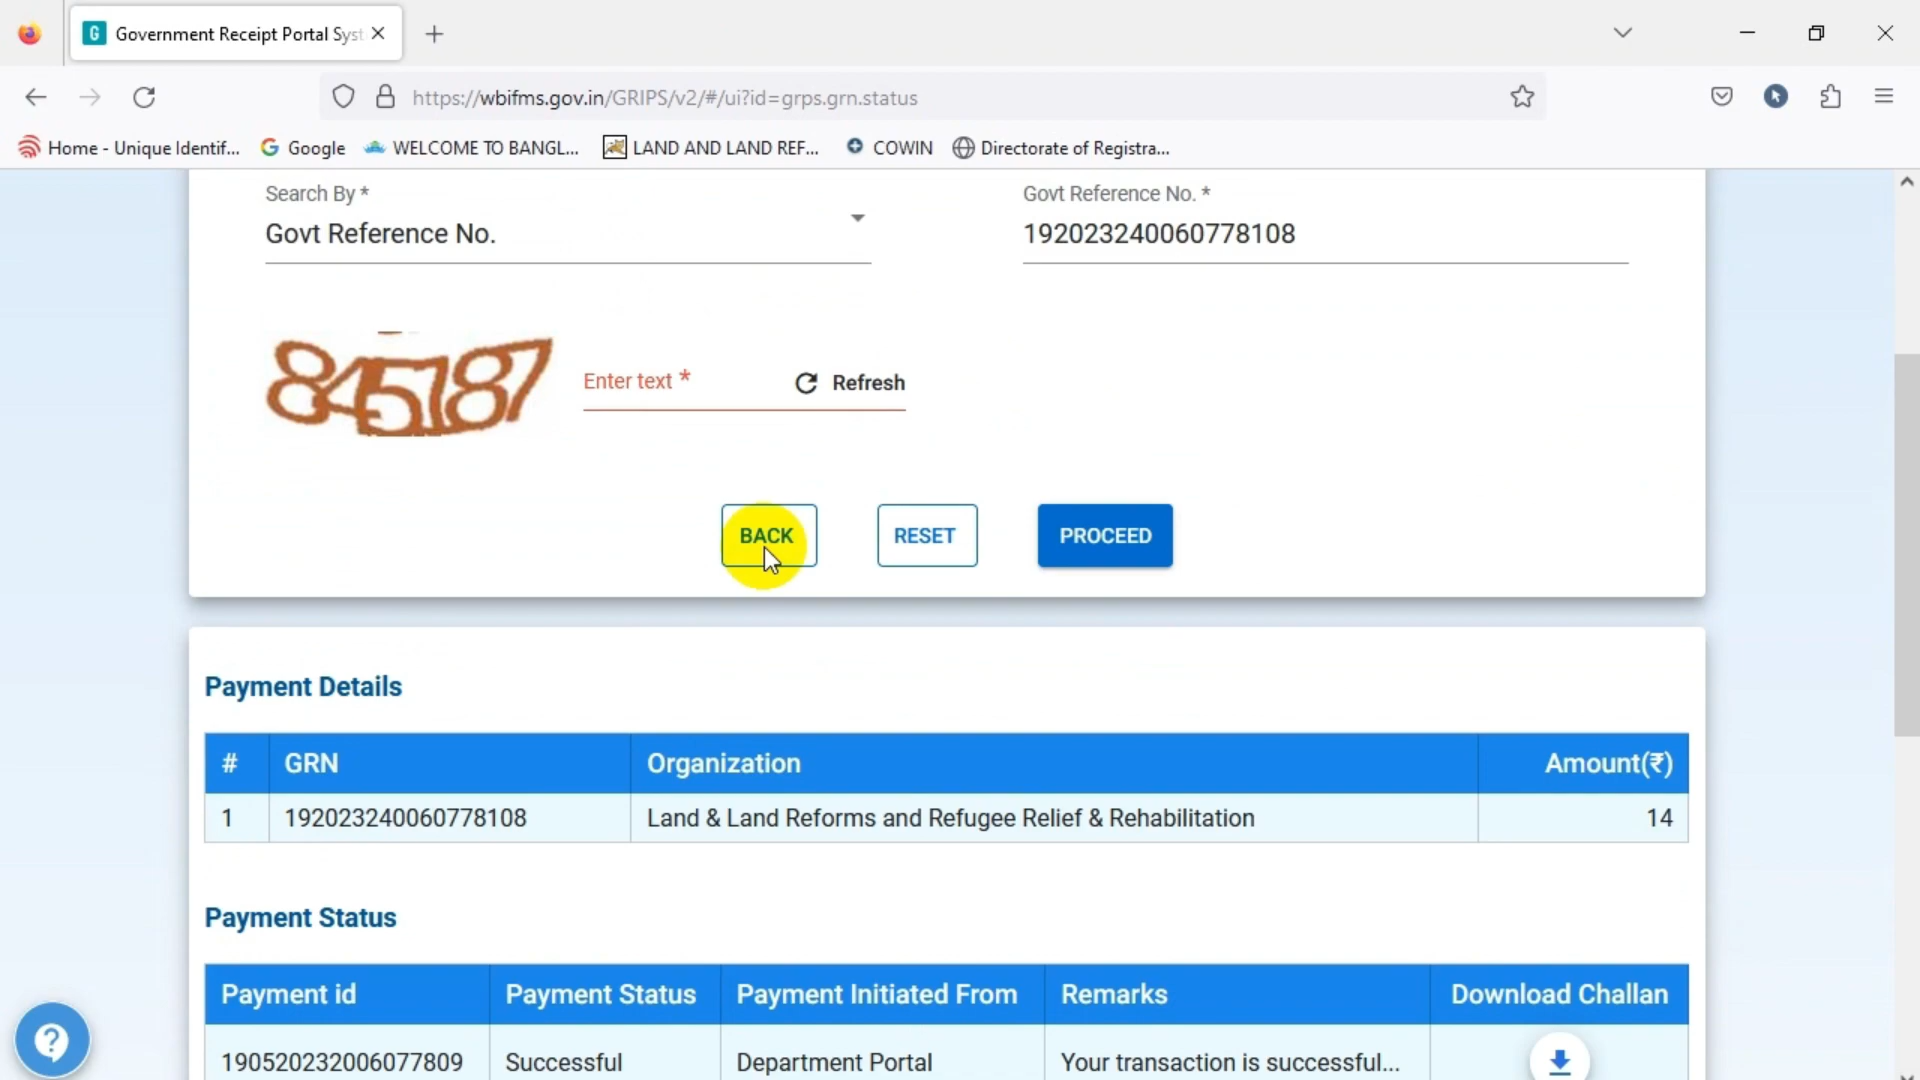 Government Receipt Portal Syst
https://wbifms.gov.in/GRIPS/v2/#/ui?id=grps.grn.status
Home - Unique Identif... Google WELCOME TO BANGL... LAND AND LAND REF... COWIN Directorate of Registra...
Search By * Govt Reference No. *
Govt Reference No. 192023240060778108
845187 Enter text * Refresh
BACK RESET PROCEED
Payment Details
# GRN Organization Amount(₹)
1 192023240060778108 Land & Land Reforms and Refugee Relief & Rehabilitation 14
Payment Status
Payment id Payment Status Payment Initiated From Remarks Download Challan
190520232006077809 Successful Department Portal Your transaction is successful...